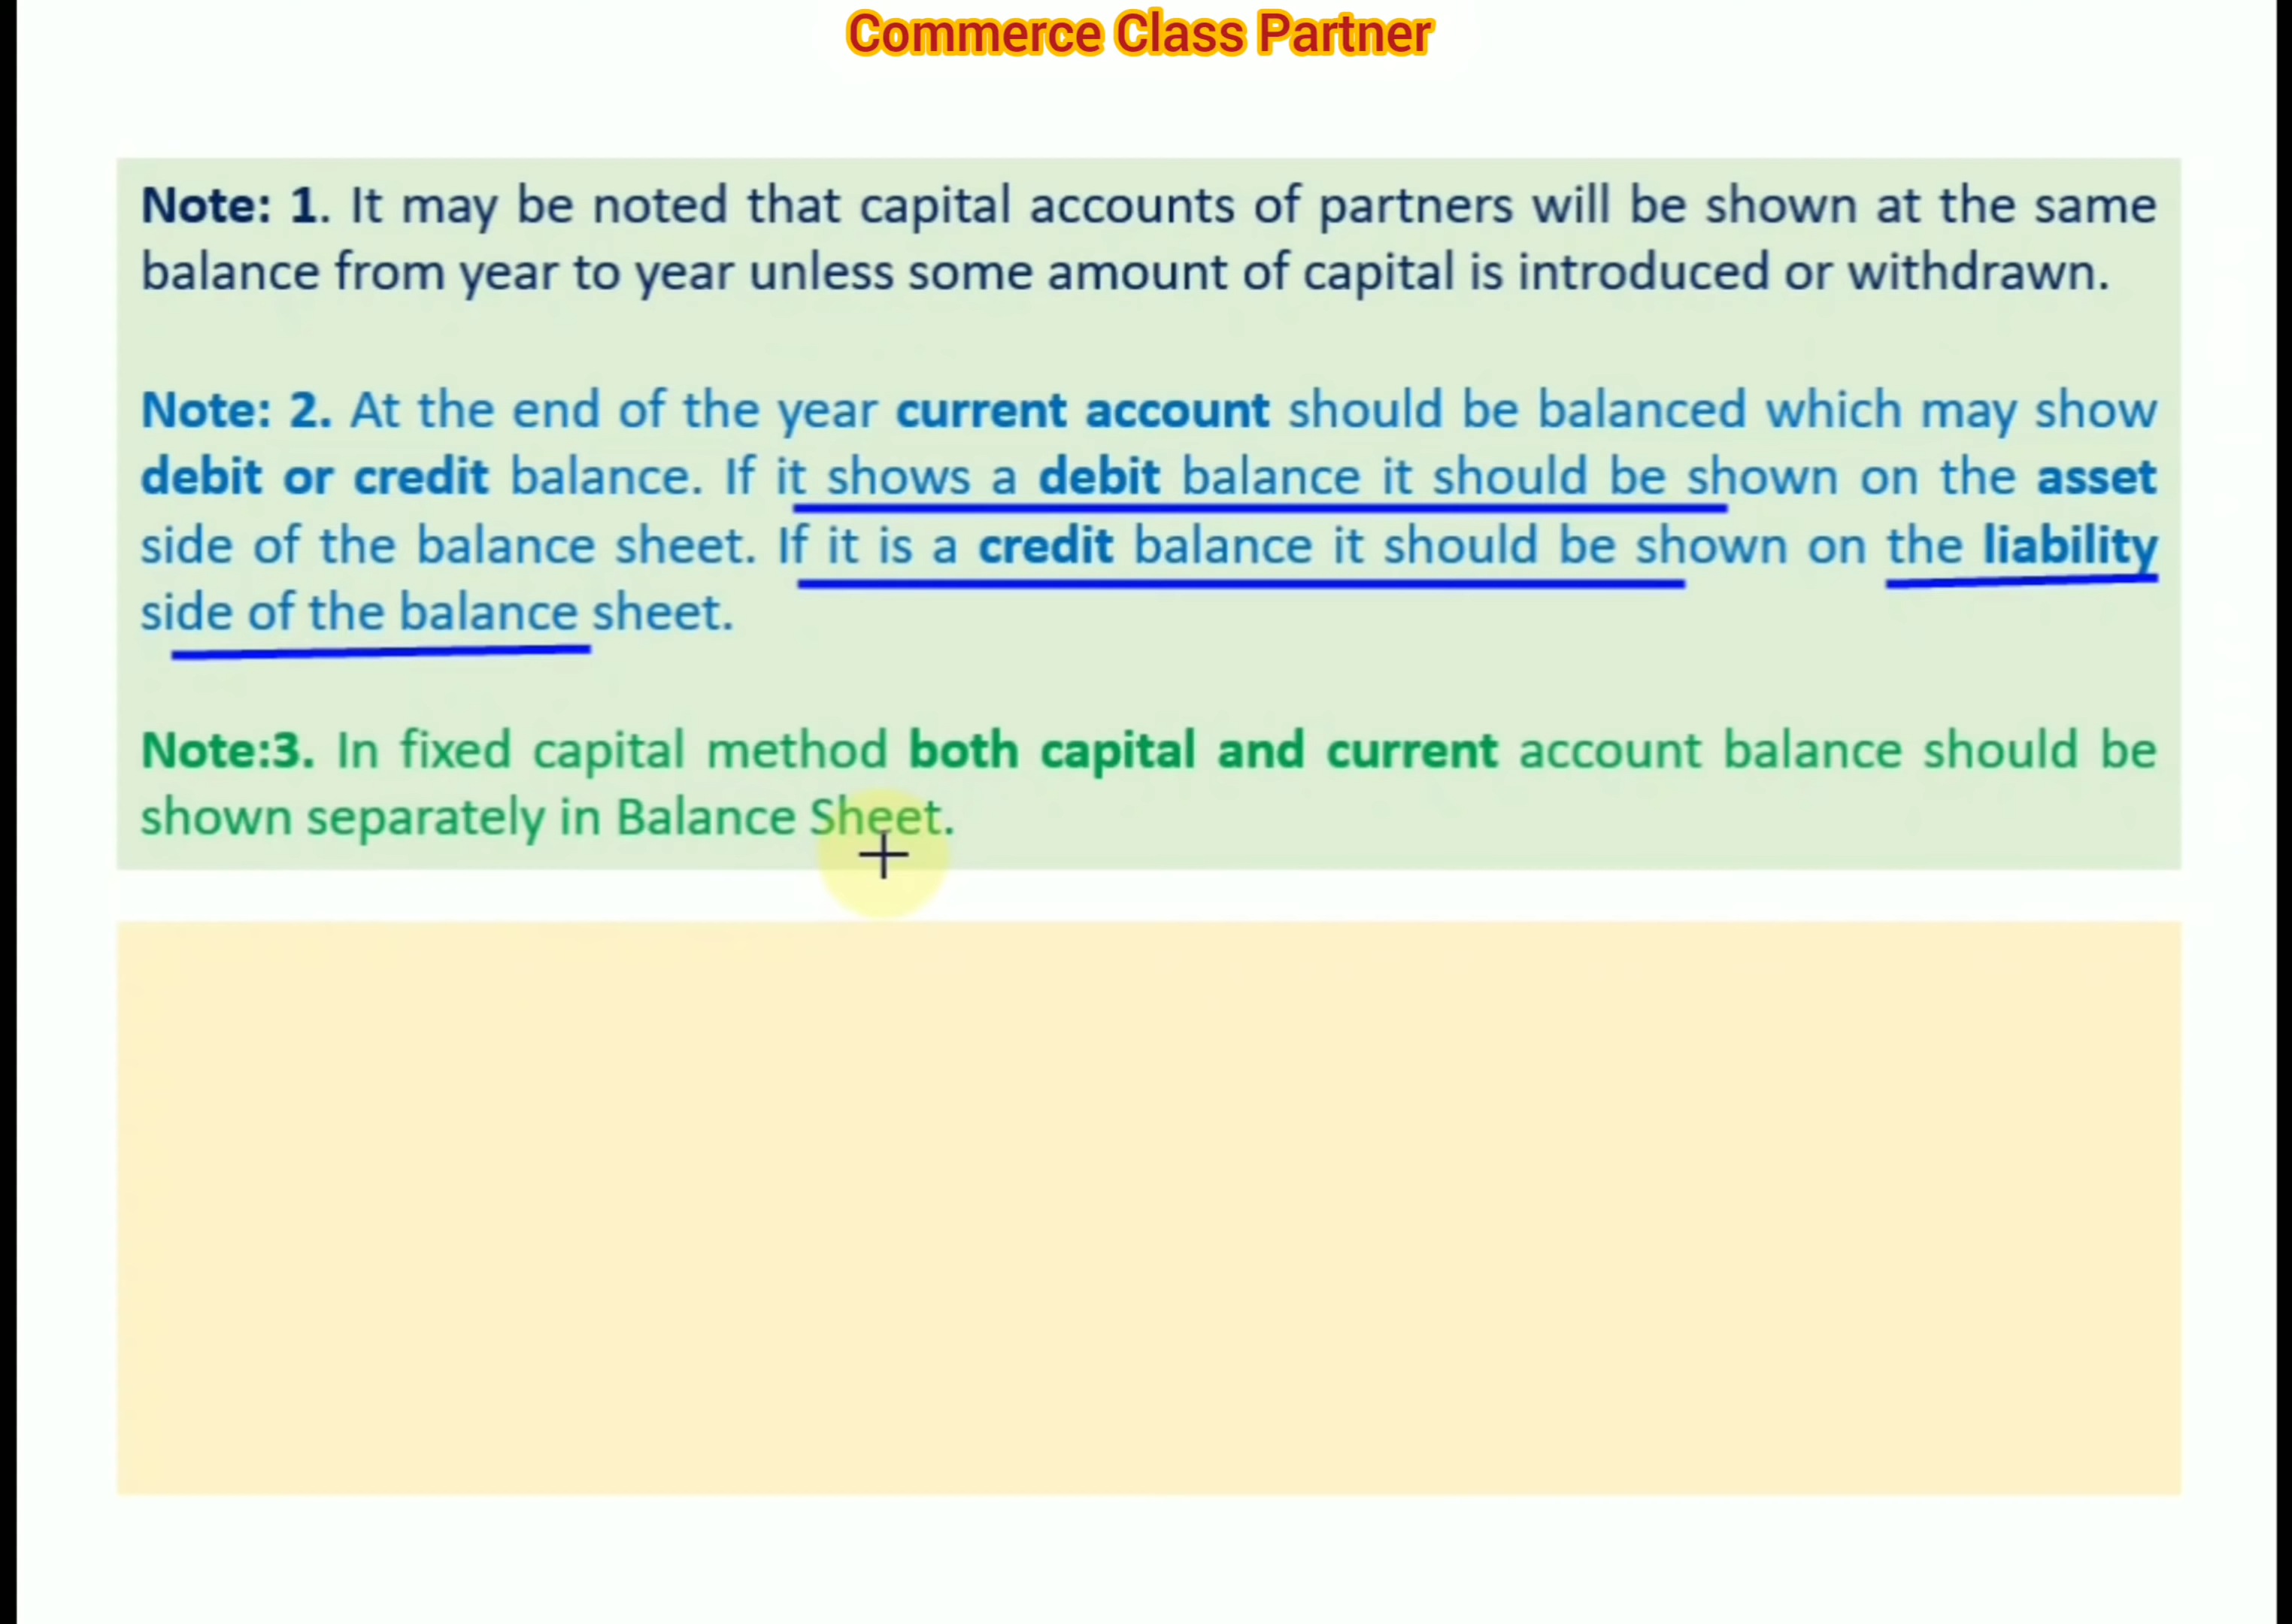 Commerce Class Partner
Note: 1. It may be noted that capital accounts of partners will be shown at the same
balance from year to year unless some amount of capital is introduced or withdrawn.
Note: 2. At the end of the year current account should be balanced which may show
debit or credit balance. If it shows a debit balance it should be shown on the asset
side of the balance sheet. If it is a credit balance it should be shown on the liability
side of the balance sheet.
Note:3. In fixed capital method both capital and current account balance should be
shown separately in Balance Sheet.